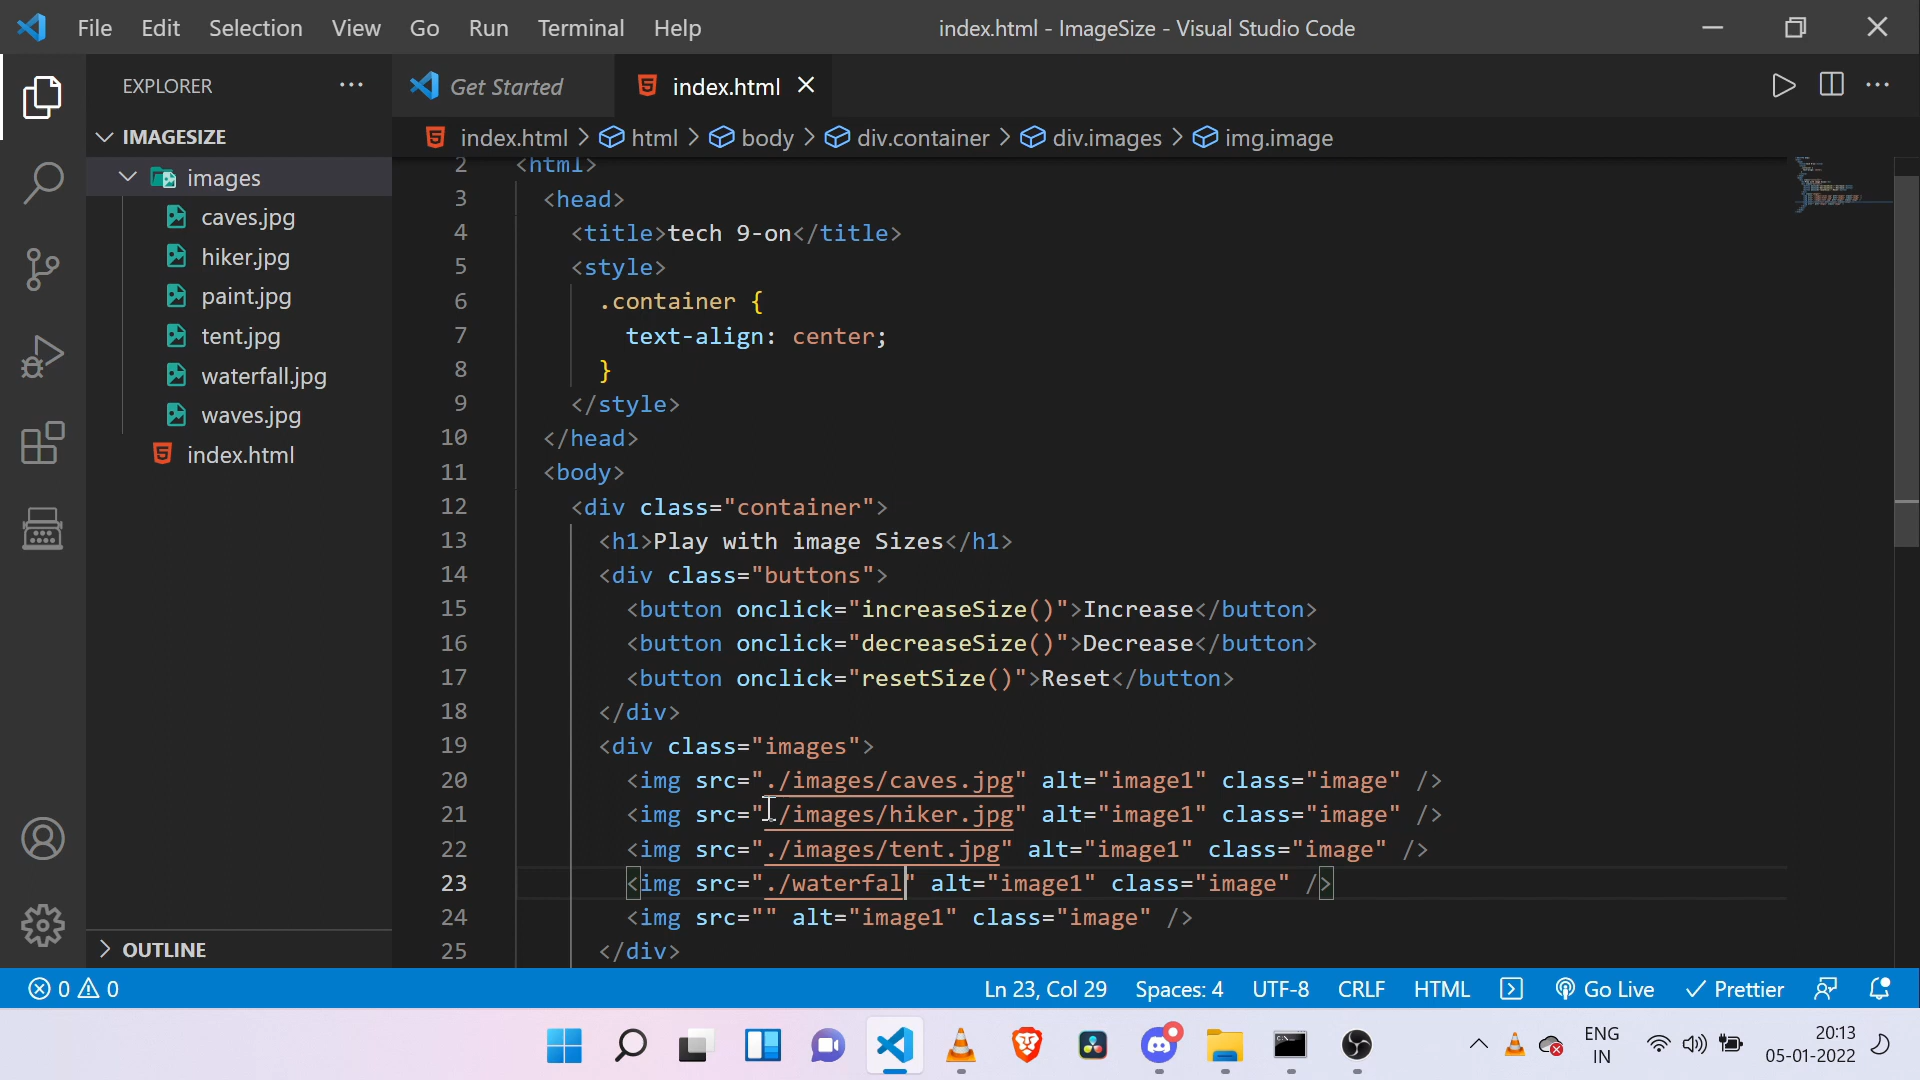 File Edit Selection View Go Run Terminal Help index.html - ImageSize - Visual Studio Code
EXPLORER
IMAGESIZE
images
caves.jpg
hiker.jpg
paint.jpg
tent.jpg
waterfall.jpg
waves.jpg
index.html
OUTLINE
Get Started index.html
index.html > html > body > div.container > div.images > img.image
2 <html>
3 <head>
4 <title>tech 9-on</title>
5 <style>
6 .container {
7 text-align: center;
8 }
9 </style>
10 </head>
11 <body>
12 <div class="container">
13 <h1>Play with image Sizes</h1>
14 <div class="buttons">
15 <button onclick="increaseSize()">Increase</button>
16 <button onclick="decreaseSize()">Decrease</button>
17 <button onclick="resetSize()">Reset</button>
18 </div>
19 <div class="images">
20 <img src="./images/caves.jpg" alt="image1" class="image" />
21 <img src="./images/hiker.jpg" alt="image1" class="image" />
22 <img src="./images/tent.jpg" alt="image1" class="image" />
23 <img src="./waterfal" alt="image1" class="image" />
24 <img src="" alt="image1" class="image" />
25 </div>
0 0 Ln 23, Col 29 Spaces: 4 UTF-8 CRLF HTML Go Live Prettier
ENG
IN
20:13
05-01-2022